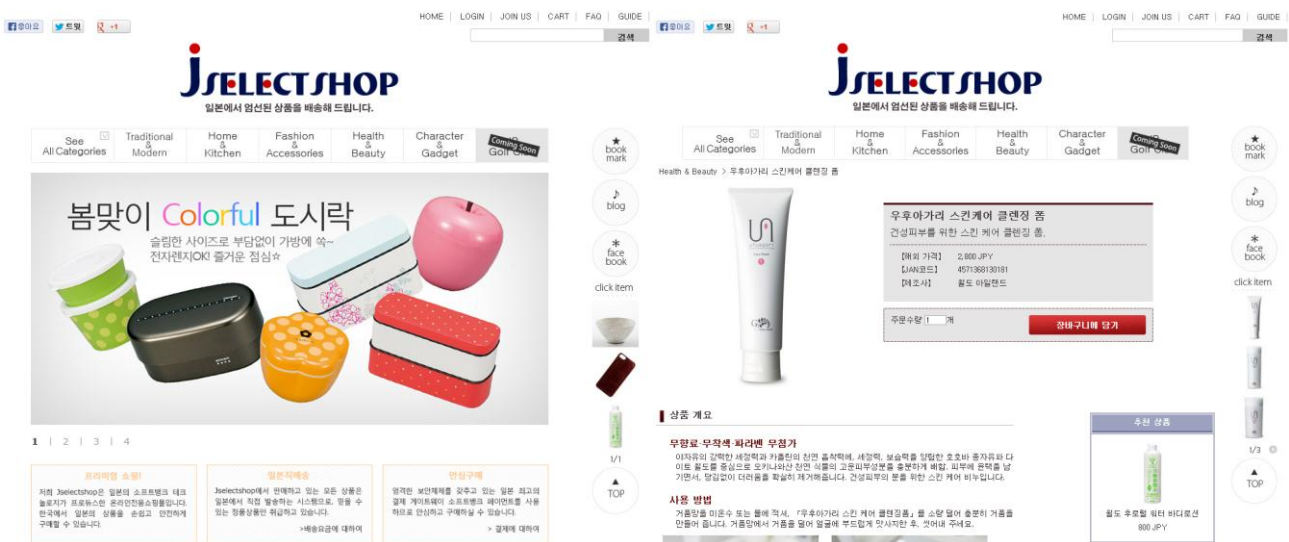 HOME | LOGIN | JOIN US | CART | FAQ | GUIDE
좋아요 트윗 +1
검색
JSELECTSHOP
일본에서 엄선된 상품을 배송해 드립니다.
See All Categories
Traditional & Modern
Home & Kitchen
Fashion & Accessories
Health & Beauty
Character & Gadget
Coming Soon
봄맞이 Colorful 도시락
슬림한 사이즈로 부담없이 가방에 쏙~
전자렌지OK! 즐거운 점심☆
1 | 2 | 3 | 4
프리미엄 쇼핑!
저희 Jselectshop은 일본의 소프트뱅크 테크
놀로지가 프로듀스한 온라인전용쇼핑몰입니다.
한국에서 일본의 상품을 손쉽고 안전하게
구매할 수 있습니다.
일본직배송
Jselectshop에서 판매하고 있는 모든 상품은
일본에서 직접 발송하는 시스템으로, 믿을 수
있는 정품상품만 취급하고 있습니다.
>배송요금에 대하여
안심구매
엄격한 보안체제를 갖추고 있는 일본 최고의
결제 게이트웨이 소프트뱅크 페이먼트를 사용
하므로 안심하고 구매하실 수 있습니다.
> 결제에 대하여
book mark
blog
face book
click item
1/1
TOP
HOME | LOGIN | JOIN US | CART | FAQ | GUIDE
좋아요 트윗 +1
검색
JSELECTSHOP
일본에서 엄선된 상품을 배송해 드립니다.
See All Categories
Traditional & Modern
Home & Kitchen
Fashion & Accessories
Health & Beauty
Character & Gadget
Coming Soon
Health & Beauty > 우후아가리 스킨케어 클렌징 폼
우후아가리 스킨케어 클렌징 폼
건성피부를 위한 스킨 케어 클렌징 폼.
【해외 가격】 2,800 JPY
【JAN코드】 4571368130181
【제조사】 욀도 아일랜드
주문수량 1 개
장바구니에 담기
상품 개요
무향료·무착색·파라벤 무첨가
사용 방법
추천 상품
욀도 후로랄 워터 바디로션
800 JPY
book mark
blog
face book
click item
1/3
TOP